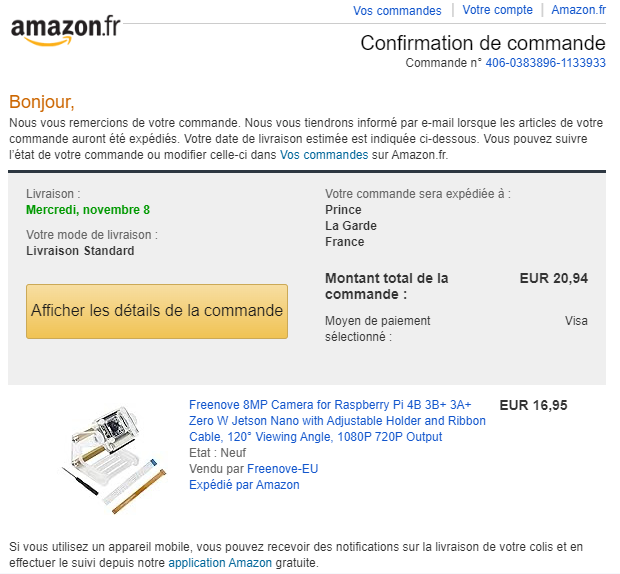 Vos commandes | Votre compte | Amazon.fr
amazon.fr
Confirmation de commande
Commande n° 406-0383896-1133933
Bonjour,
Nous vous remercions de votre commande. Nous vous tiendrons informé par e-mail lorsque les articles de votre
commande auront été expédiés. Votre date de livraison estimée est indiquée ci-dessous. Vous pouvez suivre
l'état de votre commande ou modifier celle-ci dans Vos commandes sur Amazon.fr.
Livraison :
Mercredi, novembre 8
Votre mode de livraison :
Livraison Standard
Afficher les détails de la commande
Votre commande sera expédiée à :
Prince
La Garde
France
Montant total de la commande : EUR 20,94
Moyen de paiement sélectionné : Visa
Freenove 8MP Camera for Raspberry Pi 4B 3B+ 3A+ EUR 16,95
Zero W Jetson Nano with Adjustable Holder and Ribbon
Cable, 120° Viewing Angle, 1080P 720P Output
Etat : Neuf
Vendu par Freenove-EU
Expédié par Amazon
Si vous utilisez un appareil mobile, vous pouvez recevoir des notifications sur la livraison de votre colis et en
effectuer le suivi depuis notre application Amazon gratuite.